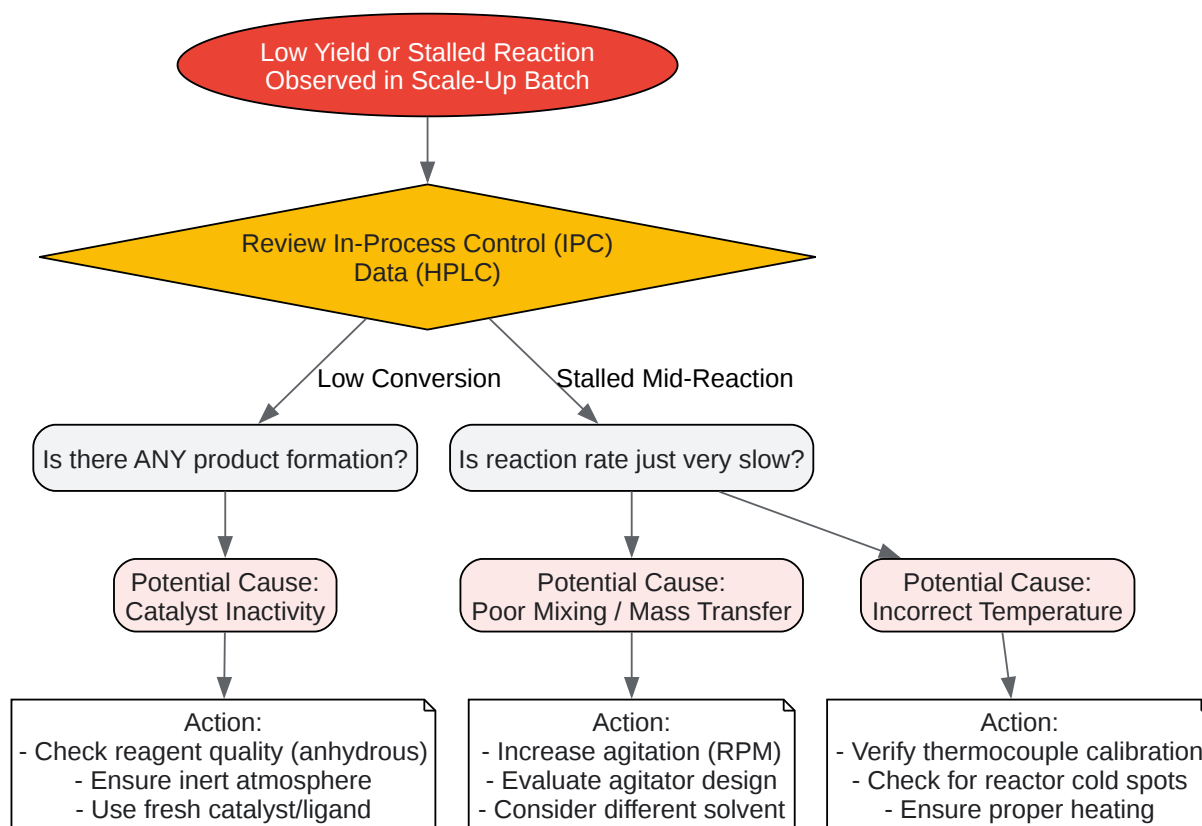 Low Yield or Stalled Reaction
Observed in Scale-Up Batch
Review In-Process Control (IPC)
Data (HPLC)
Low Conversion
Stalled Mid-Reaction
Is there ANY product formation?
Is reaction rate just very slow?
Potential Cause:
Catalyst Inactivity
Potential Cause:
Poor Mixing / Mass Transfer
Potential Cause:
Incorrect Temperature
Action:
- Check reagent quality (anhydrous)
- Ensure inert atmosphere
- Use fresh catalyst/ligand
Action:
- Increase agitation (RPM)
- Evaluate agitator design
- Consider different solvent
Action:
- Verify thermocouple calibration
- Check for reactor cold spots
- Ensure proper heating